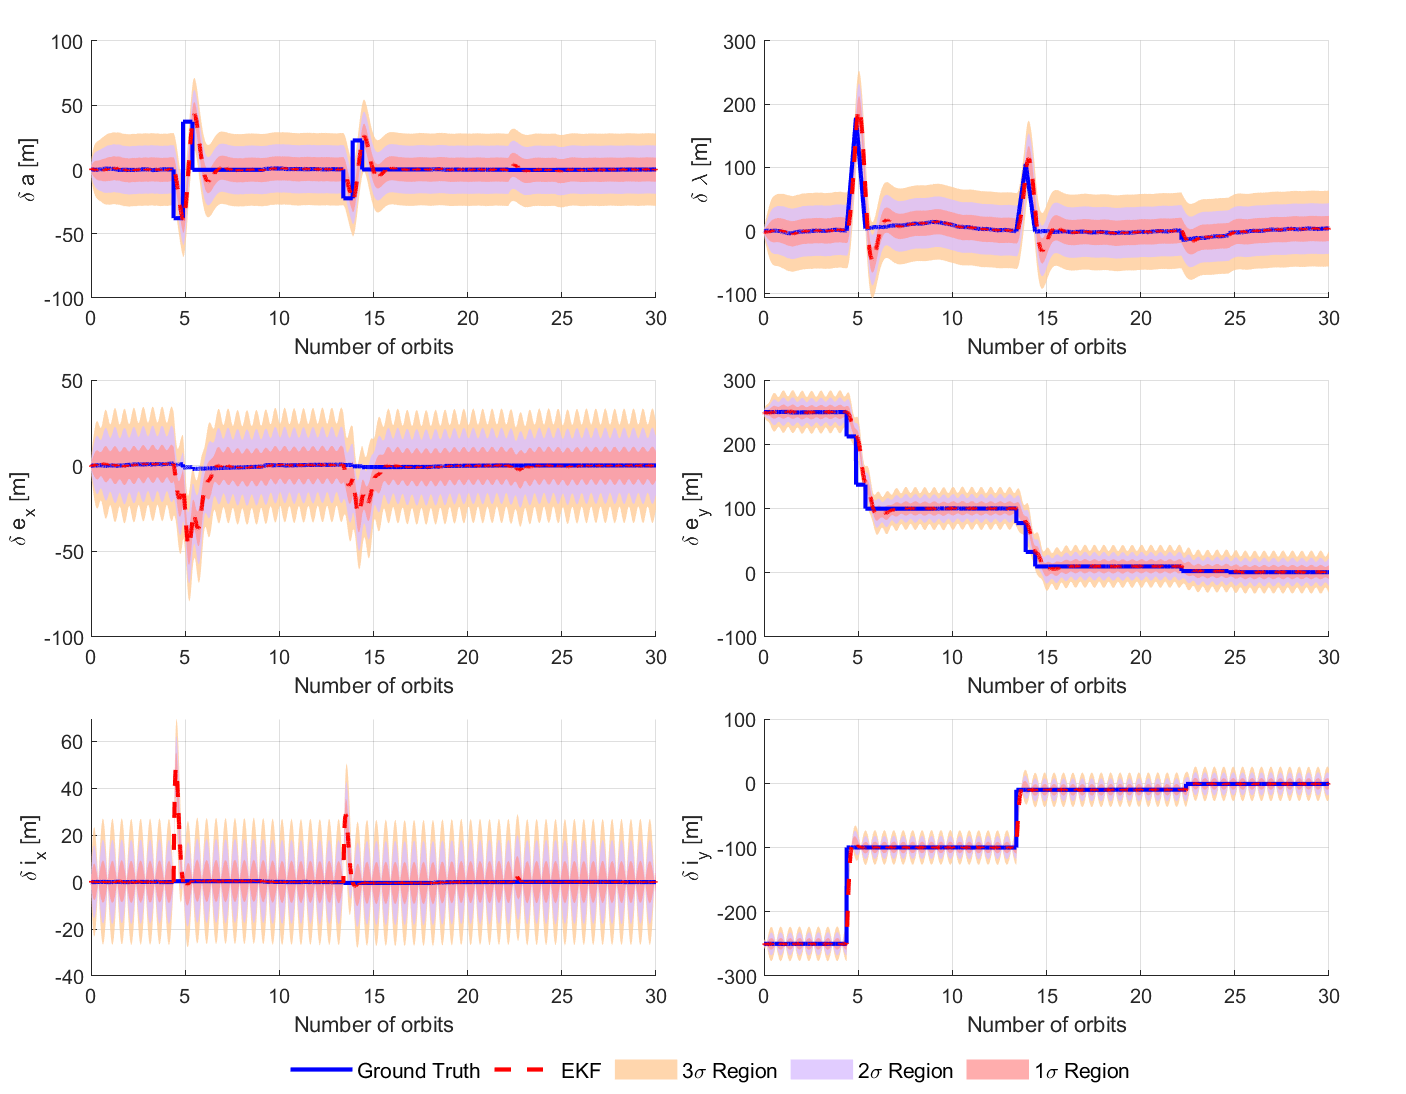 100
50
0
-50
-100
δ a [m]
0 5 10 15 20 25 30
Number of orbits
300
200
100
0
-100
δ λ [m]
0 5 10 15 20 25 30
Number of orbits
50
0
-50
-100
δ e_x [m]
0 5 10 15 20 25 30
Number of orbits
300
200
100
0
-100
δ e_y [m]
0 5 10 15 20 25 30
Number of orbits
60
40
20
0
-20
-40
δ i_x [m]
0 5 10 15 20 25 30
Number of orbits
100
0
-100
-200
-300
δ i_y [m]
0 5 10 15 20 25 30
Number of orbits
Ground Truth EKF 3σ Region 2σ Region 1σ Region